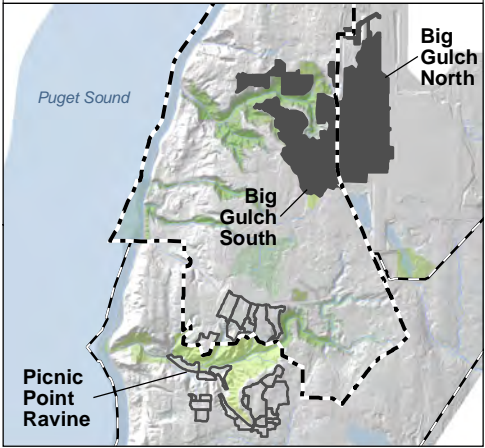 Big
Gulch
North
Puget Sound
Big
Gulch
South
Picnic
Point
Ravine